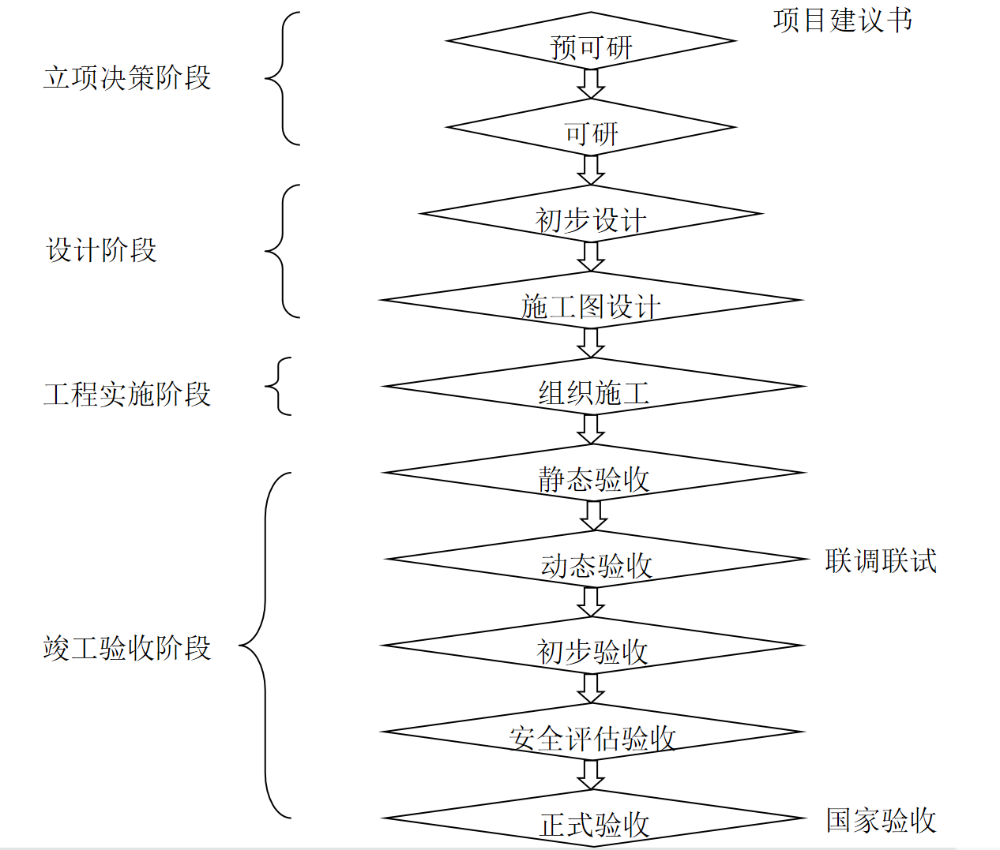 项目建议书
预可研
立项决策阶段
可研
初步设计
设计阶段
施工图设计
工程实施阶段
组织施工
静态验收
动态验收
联调联试
竣工验收阶段
初步验收
安全评估验收
正式验收
国家验收